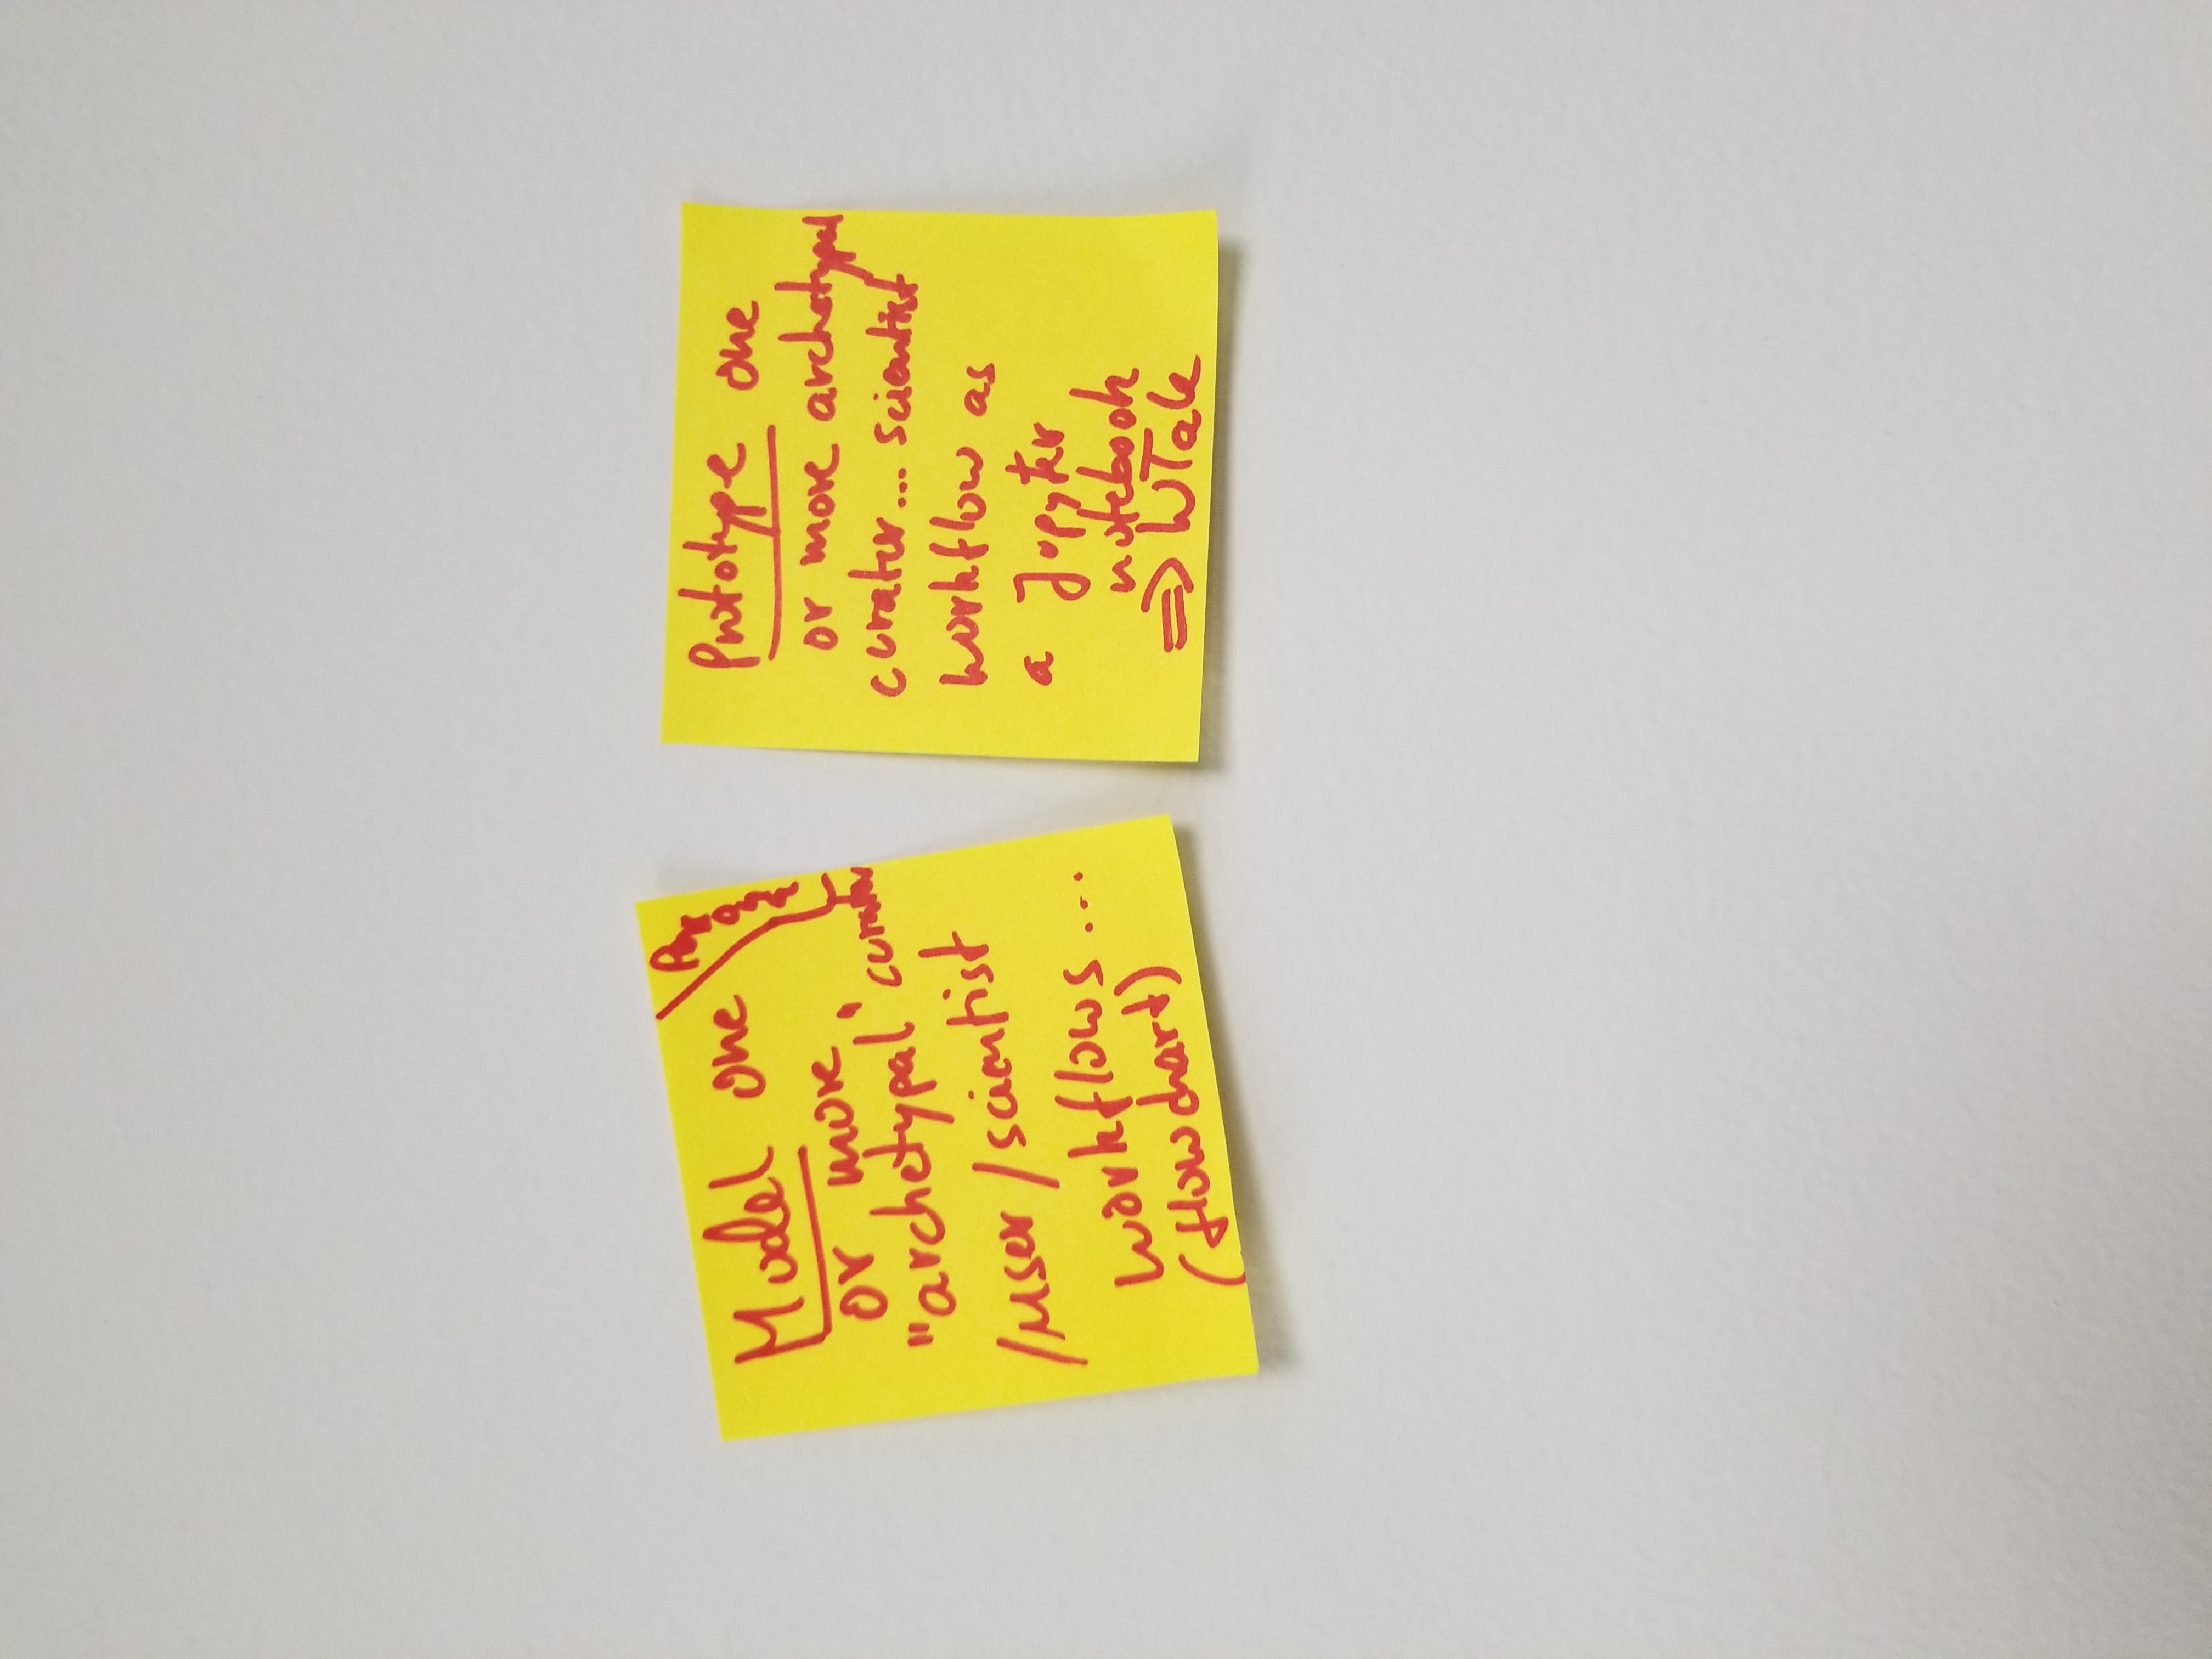 Model one
or more
"archetypal" curator
/user/scientist
workflows...
(flowchart)
Prototype one
or more archetypal
curator... scientist
workflow as
a Jupyter
notebook
=> WTale